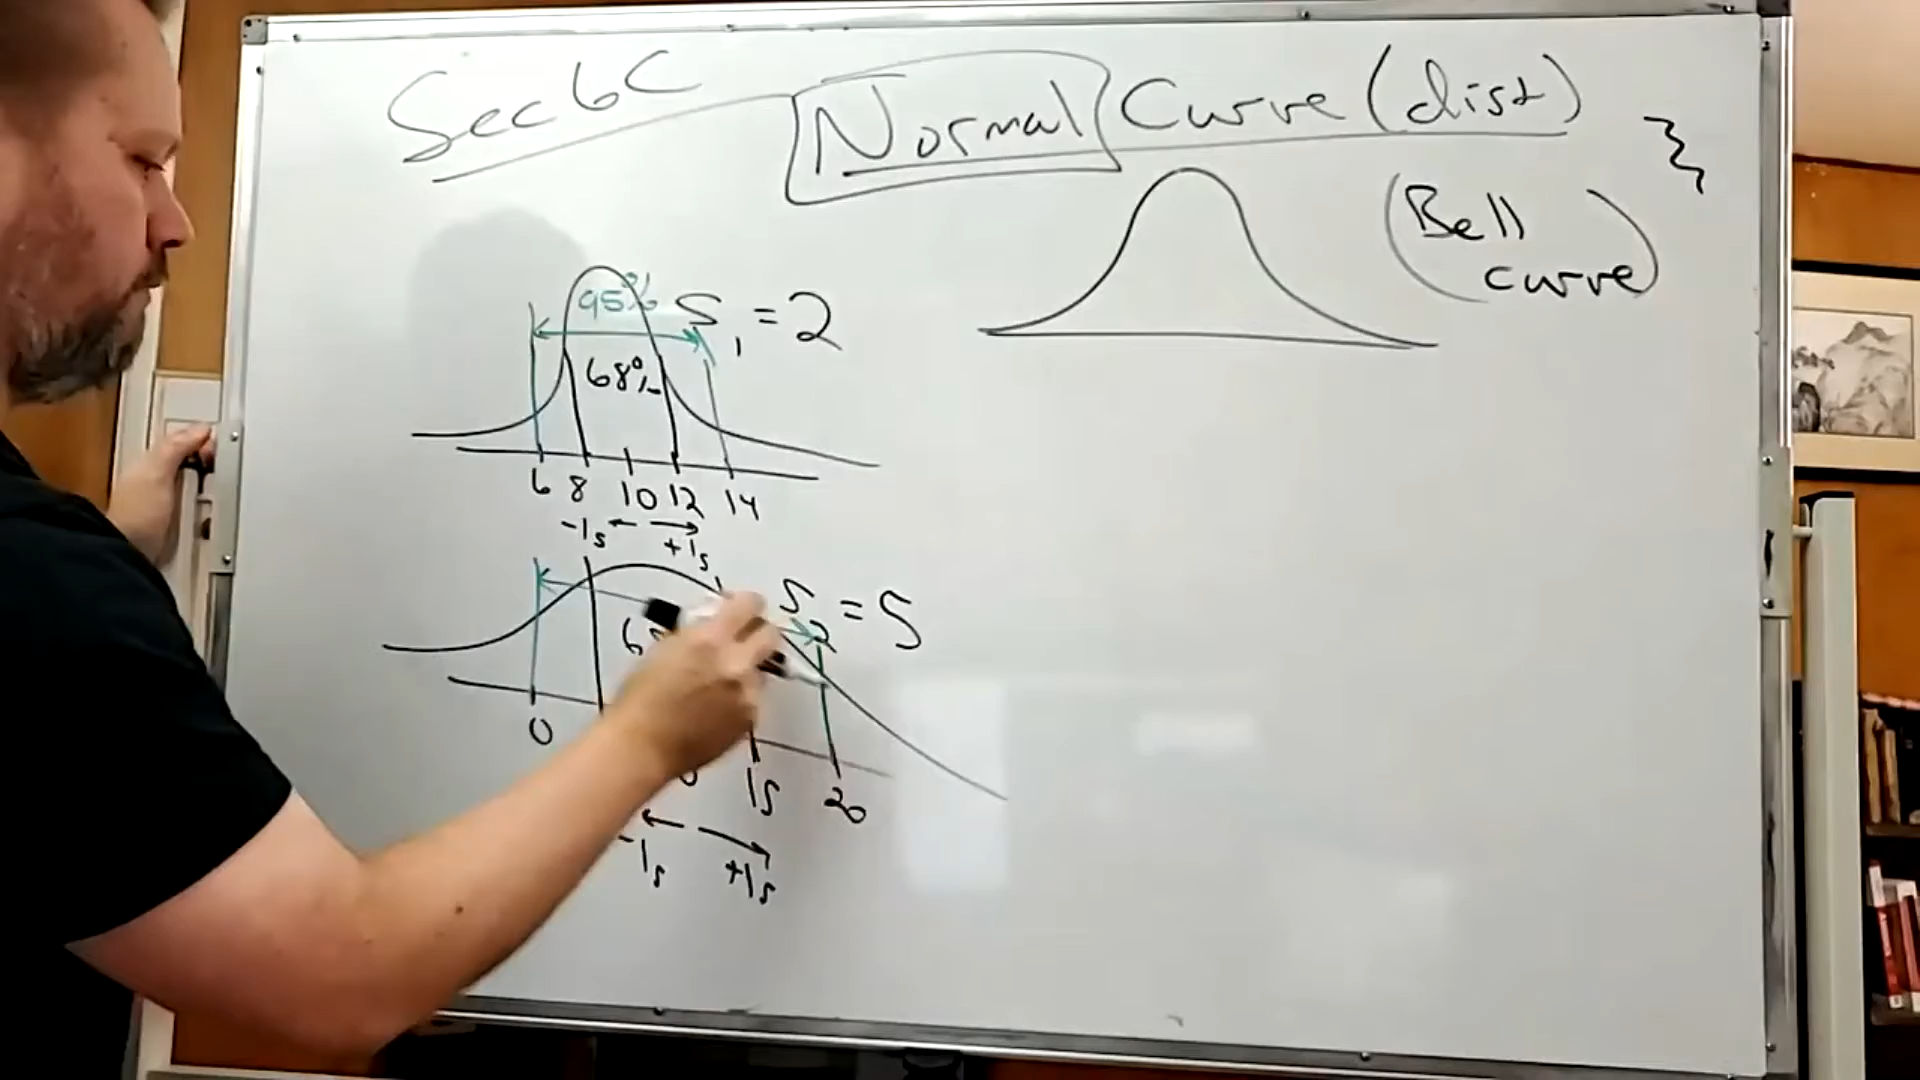 Sec 6C Normal Curve (dist)
(Bell
curve)
95% S₁ = 2
68%
6 8 10 12 14
-1s +1s
S₂ = 5
0 15 20
-1s +1s